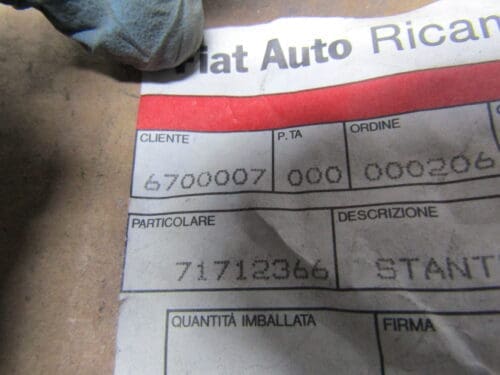 Fiat Auto Rican
CLIENTE P.TA ORDINE
6700007 000 000206
PARTICOLARE DESCRIZIONE
71712366 STANT
QUANTITÀ IMBALLATA FIRMA